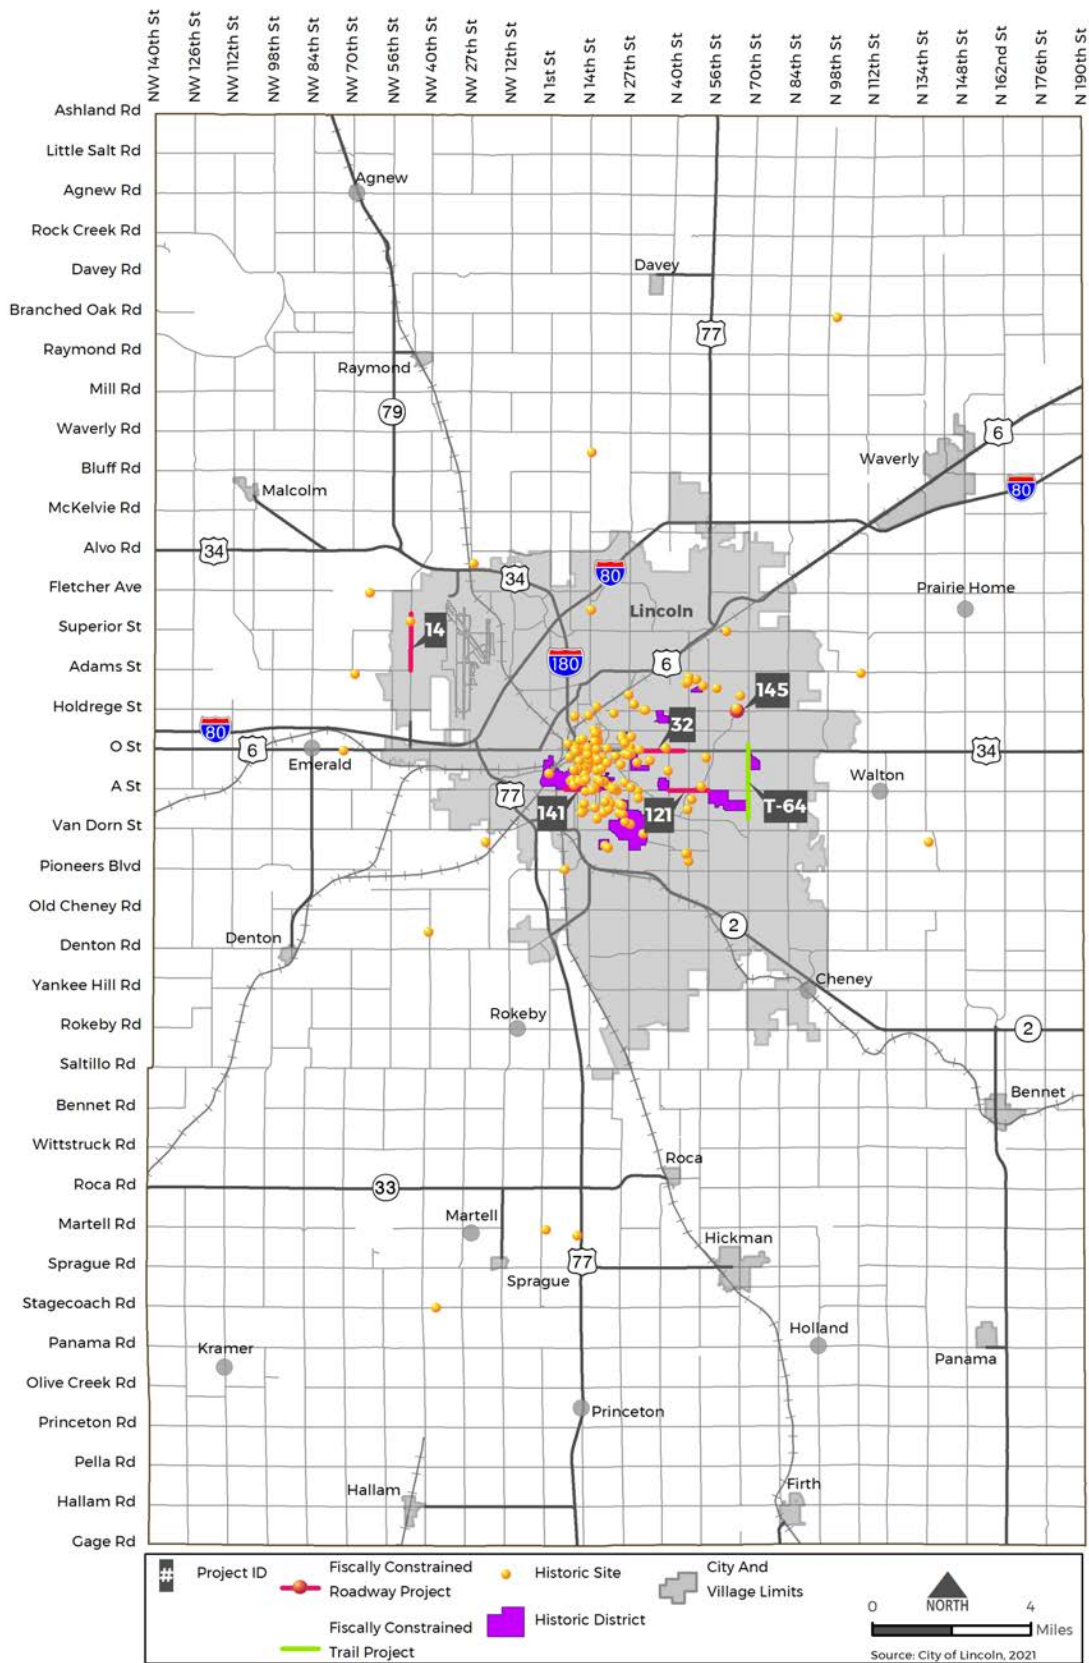 NW 140th St
NW 126th St
NW 112th St
NW 98th St
NW 84th St
NW 70th St
NW 56th St
NW 40th St
NW 27th St
NW 12th St
N 1st St
N 14th St
N 27th St
N 40th St
N 56th St
N 70th St
N 84th St
N 98th St
N 112th St
N 134th St
N 148th St
N 162nd St
N 176th St
N 190th St
Ashland Rd
Little Salt Rd
Agnew Rd
Rock Creek Rd
Davey Rd
Branched Oak Rd
Raymond Rd
Mill Rd
Waverly Rd
Bluff Rd
McKelvie Rd
Alvo Rd
Fletcher Ave
Superior St
Adams St
Holdrege St
O St
A St
Van Dorn St
Pioneers Blvd
Old Cheney Rd
Denton Rd
Yankee Hill Rd
Rokeby Rd
Saltillo Rd
Bennet Rd
Wittstruck Rd
Roca Rd
Martell Rd
Sprague Rd
Stagecoach Rd
Panama Rd
Olive Creek Rd
Princeton Rd
Pella Rd
Hallam Rd
Gage Rd
Agnew
Davey
77
Raymond
79
6
Waverly
80
Malcolm
34
34
80
Lincoln
Prairie Home
14
180
6
145
32
80
6
Emerald
34
Walton
77
141
121
T-64
2
Denton
Cheney
Rokeby
2
Bennet
Roca
33
Martell
Hickman
77
Sprague
Holland
Kramer
Panama
Princeton
Hallam
Firth
# Project ID
Fiscally Constrained
Roadway Project
Fiscally Constrained
Trail Project
Historic Site
Historic District
City And
Village Limits
NORTH
0 4
Miles
Source: City of Lincoln, 2021